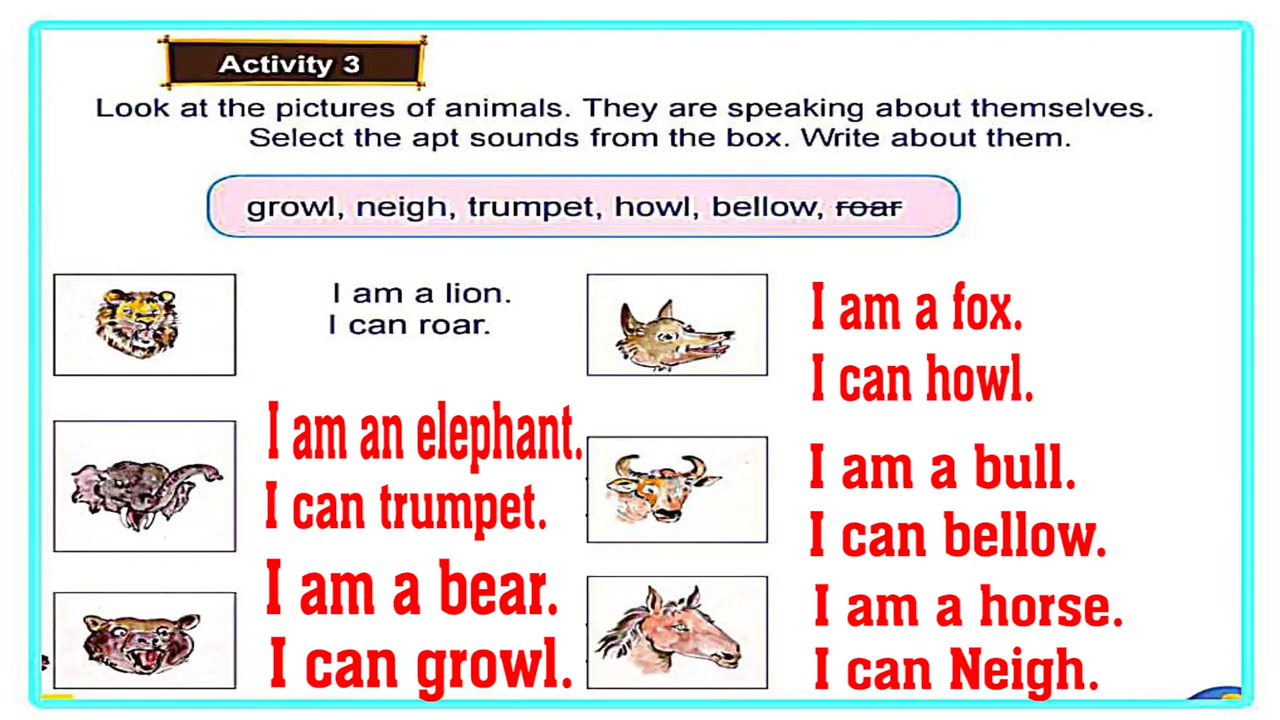 Activity 3
Look at the pictures of animals. They are speaking about themselves.
Select the apt sounds from the box. Write about them.
growl, neigh, trumpet, howl, bellow, roar
I am a lion.
I can roar.
I am a fox.
I can howl.
I am an elephant.
I can trumpet.
I am a bull.
I can bellow.
I am a bear.
I can growl.
I am a horse.
I can Neigh.